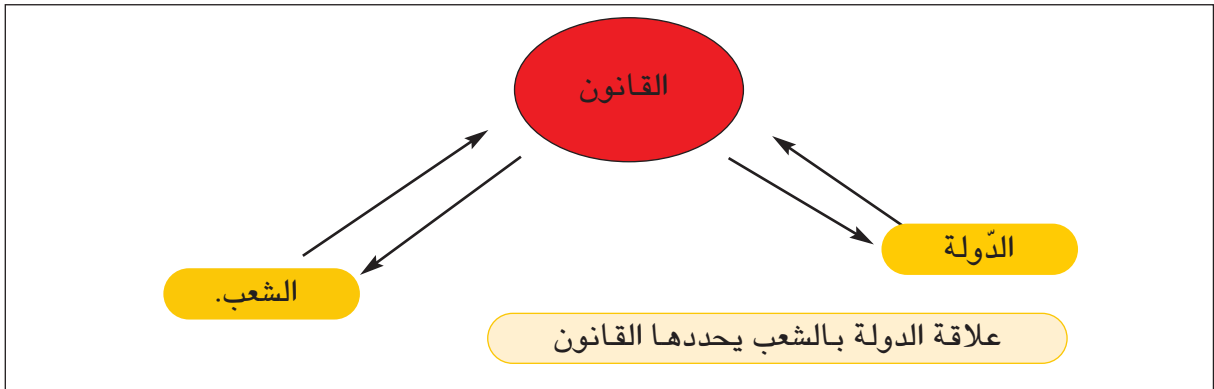 القانون
الدّولة
الشعب.
علاقة الدولة بالشعب يحددها القانون